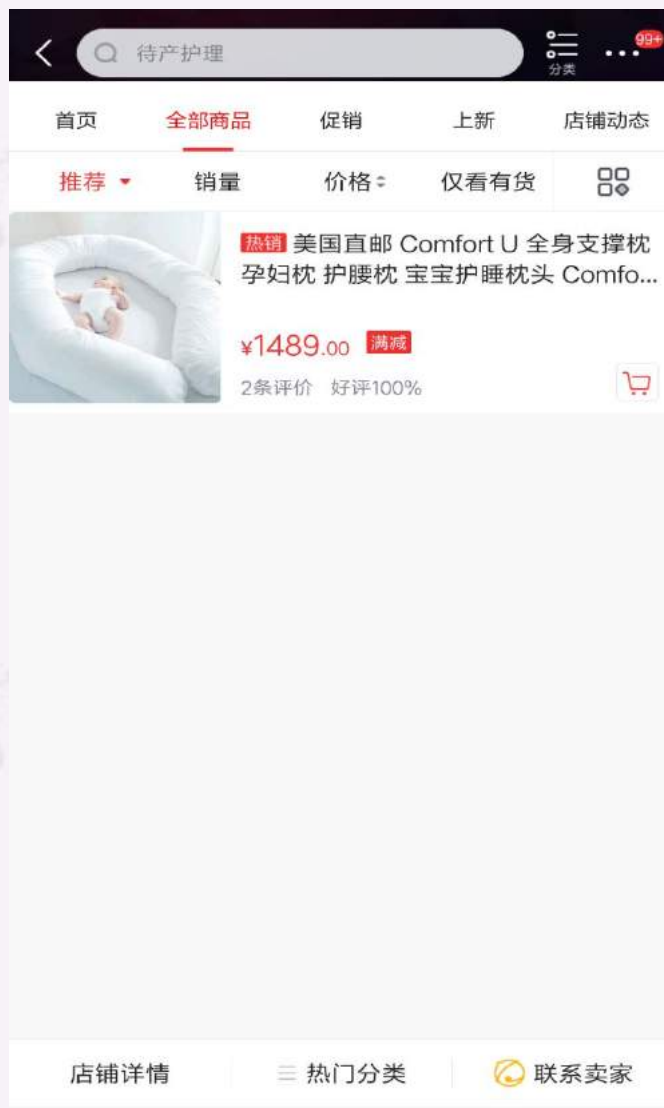 待产护理
99+
分类
首页 全部商品 促销 上新 店铺动态
推荐 销量 价格 仅看有货
热销 美国直邮 Comfort U 全身支撑枕
孕妇枕 护腰枕 宝宝护睡枕头 Comfo...
¥1489.00 满减
2条评价 好评100%
店铺详情 热门分类 联系卖家